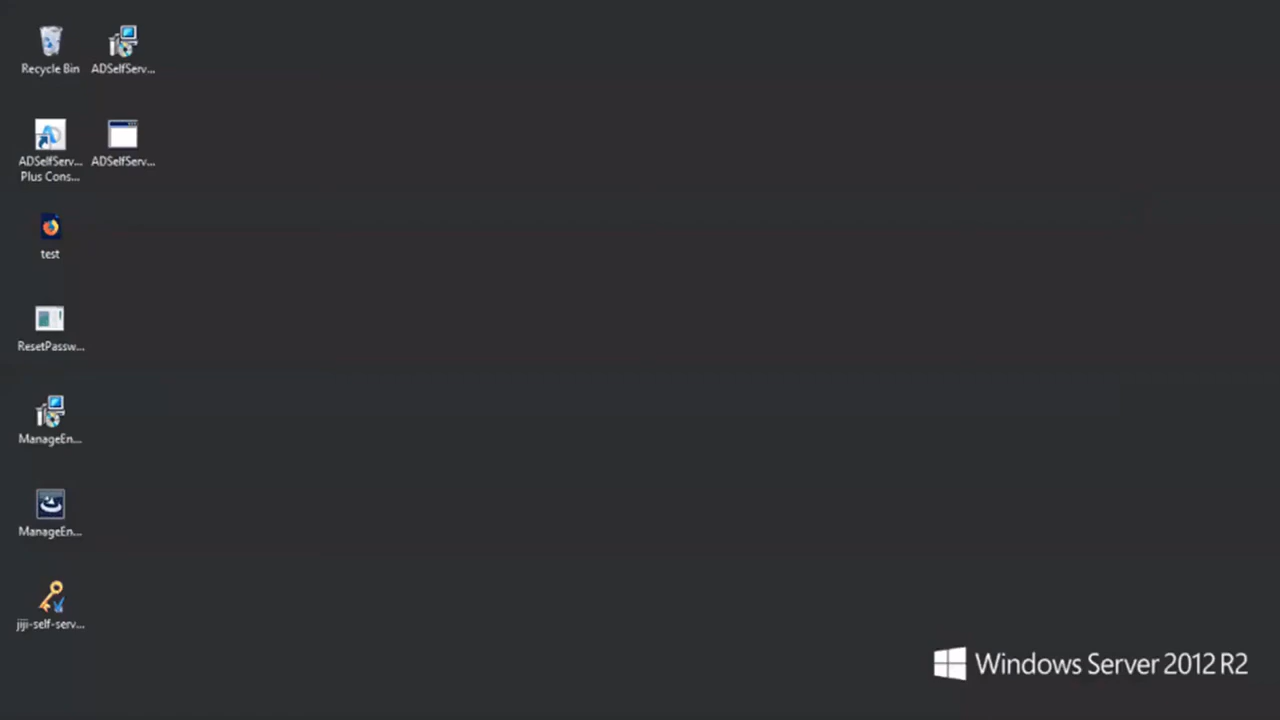 Recycle Bin
ADSelfServ...
ADSelfServ...
Plus Cons...
ADSelfServ...
test
ResetPassw...
ManageEn...
ManageEn...
jiji-self-serv...
Windows Server 2012 R2